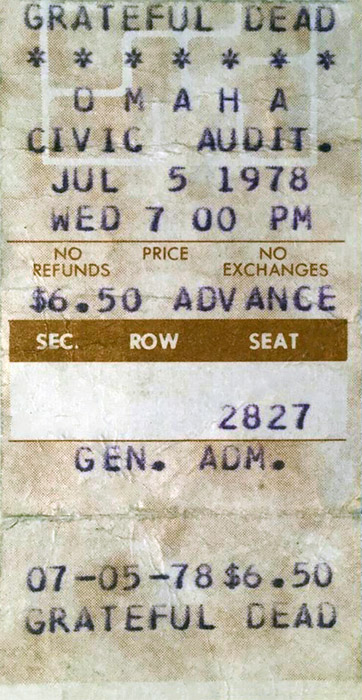 GRATEFUL DEAD
* * * * * * *
O M A H A
CIVIC AUDIT.
JUL 5 1978
WED 7 00 PM
NO REFUNDS PRICE NO EXCHANGES
$6.50 ADVANCE
SEC. ROW SEAT
2827
GEN. ADM.
07-05-78 $6.50
GRATEFUL DEAD